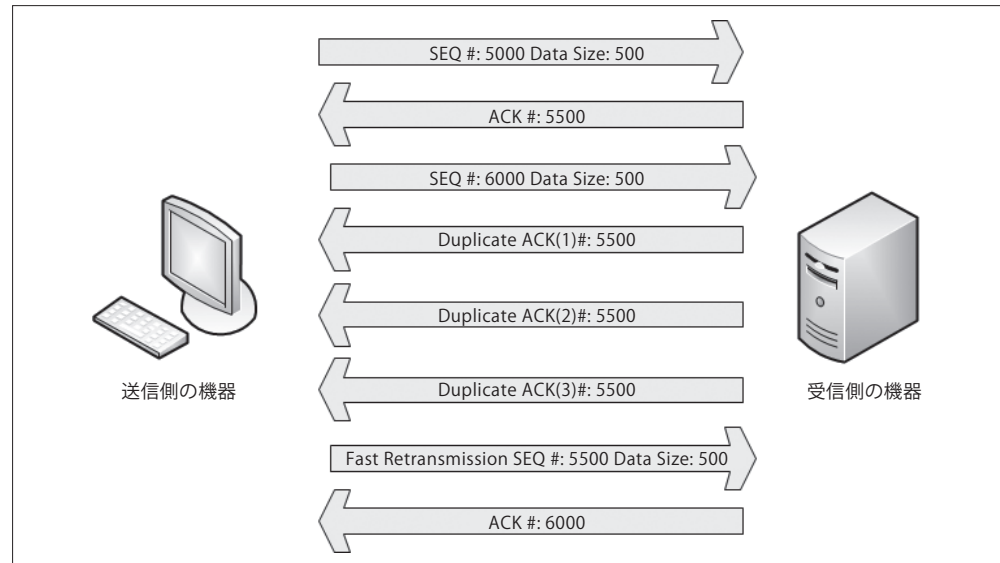 SEQ #: 5000 Data Size: 500
ACK #: 5500
SEQ #: 6000 Data Size: 500
Duplicate ACK(1)#: 5500
Duplicate ACK(2)#: 5500
Duplicate ACK(3)#: 5500
送信側の機器
受信側の機器
Fast Retransmission SEQ #: 5500 Data Size: 500
ACK #: 6000